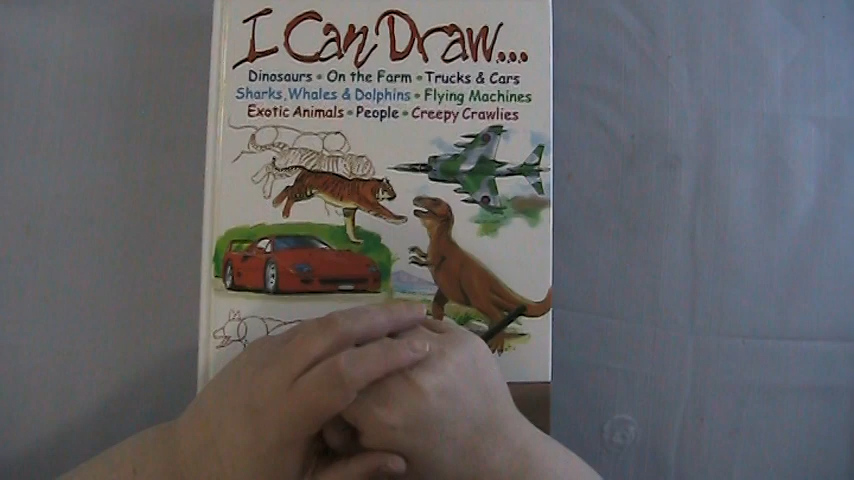 I Can Draw...
Dinosaurs • On the Farm • Trucks & Cars
Sharks, Whales & Dolphins • Flying Machines
Exotic Animals • People • Creepy Crawlies